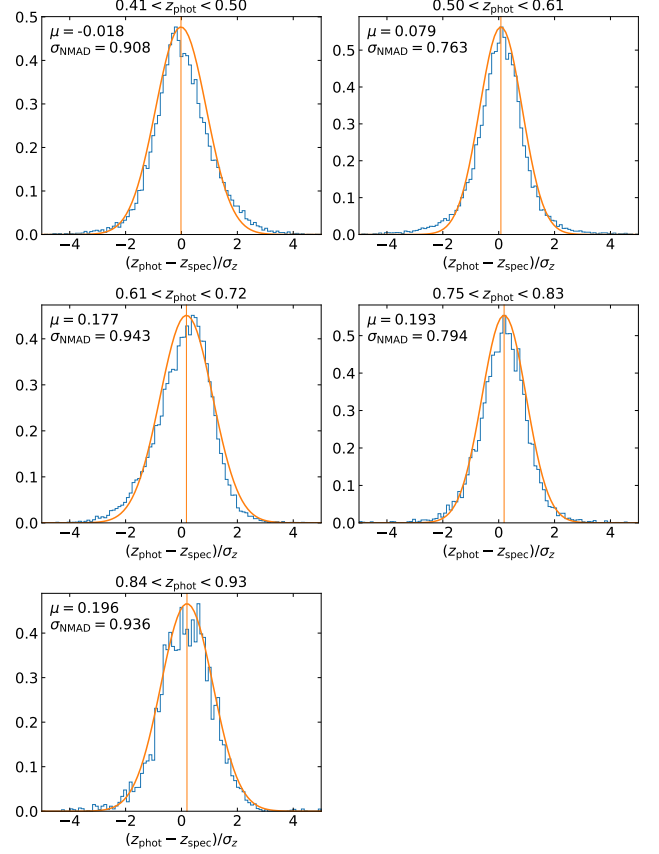 0.41 < z_phot < 0.50
μ = -0.018
σ_NMAD = 0.908
0.5
0.4
0.3
0.2
0.1
0.0
−4 −2 0 2 4
(z_phot − z_spec)/σ_z
0.50 < z_phot < 0.61
μ = 0.079
σ_NMAD = 0.763
0.5
0.4
0.3
0.2
0.1
0.0
−4 −2 0 2 4
(z_phot − z_spec)/σ_z
0.61 < z_phot < 0.72
μ = 0.177
σ_NMAD = 0.943
0.4
0.3
0.2
0.1
0.0
−4 −2 0 2 4
(z_phot − z_spec)/σ_z
0.75 < z_phot < 0.83
μ = 0.193
σ_NMAD = 0.794
0.5
0.4
0.3
0.2
0.1
0.0
−4 −2 0 2 4
(z_phot − z_spec)/σ_z
0.84 < z_phot < 0.93
μ = 0.196
σ_NMAD = 0.936
0.4
0.3
0.2
0.1
0.0
−4 −2 0 2 4
(z_phot − z_spec)/σ_z